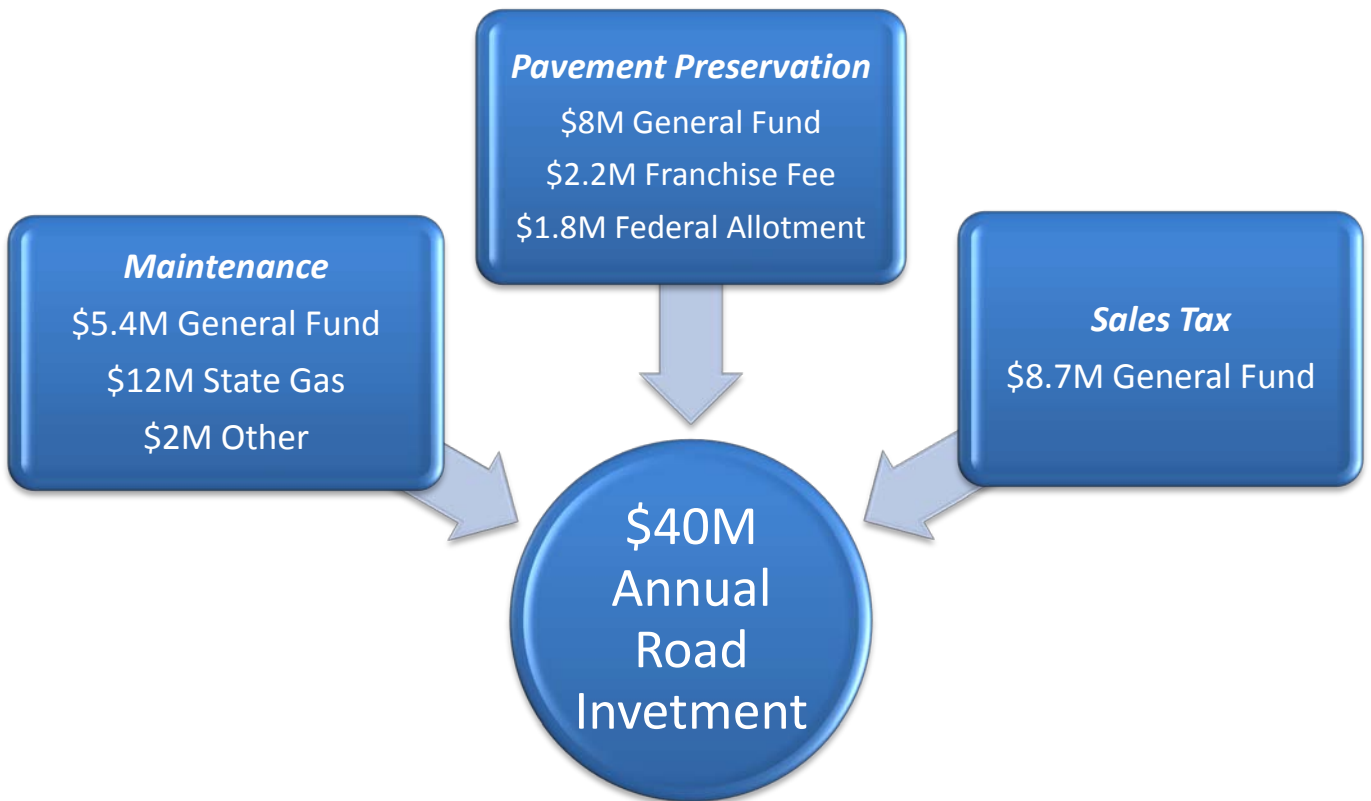 Pavement Preservation
$8M General Fund
$2.2M Franchise Fee
$1.8M Federal Allotment
Maintenance
$5.4M General Fund
$12M State Gas
$2M Other
Sales Tax
$8.7M General Fund
$40M
Annual
Road
Invetment